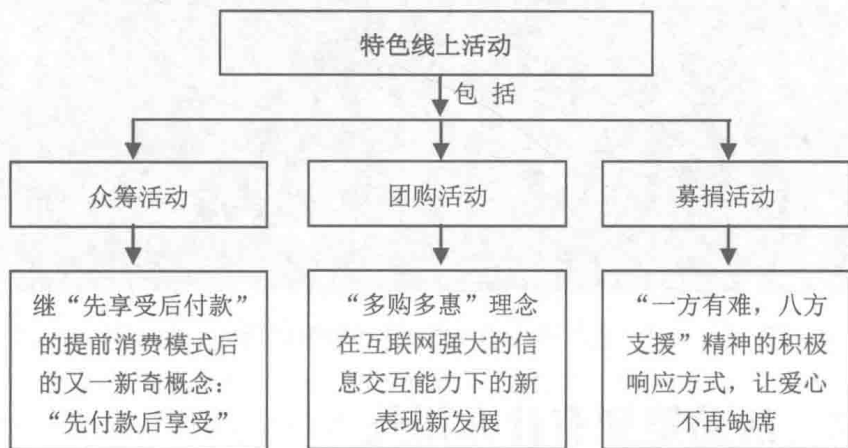 特色线上活动
包 括
众筹活动
团购活动
募捐活动
继“先享受后付款”
的提前消费模式后
的又一新奇概念：
“先付款后享受”
“多购多惠”理念
在互联网强大的信
息交互能力下的新
表现新发展
“一方有难，八方
支援”精神的积极
响应方式，让爱心
不再缺席